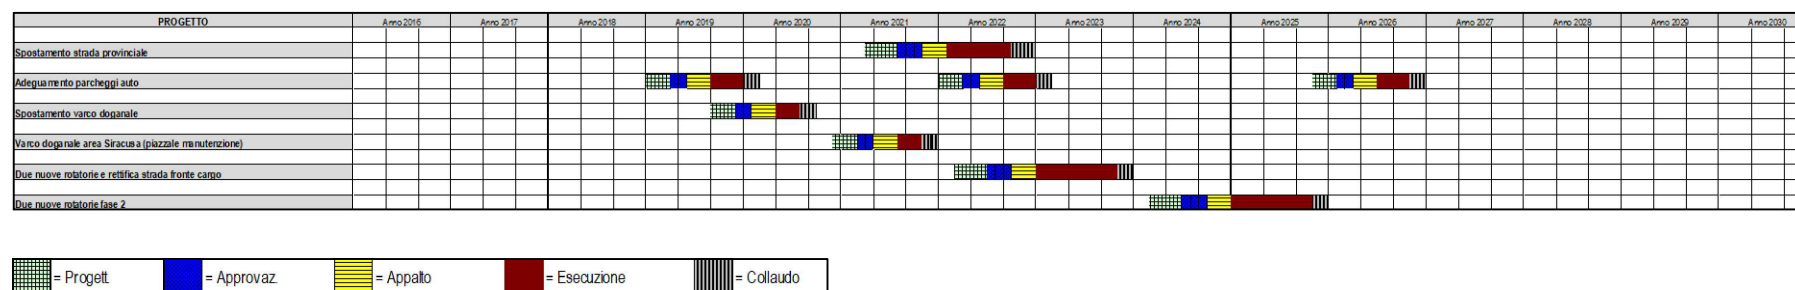 PROGETTO Anno 2016 Anno 2017 Anno 2018 Anno 2019 Anno 2020 Anno 2021 Anno 2022 Anno 2023 Anno 2024 Anno 2025 Anno 2026 Anno 2027 Anno 2028 Anno 2029 Anno 2030
Spostamento strada provinciale
Adeguamento parcheggi auto
Spostamento varco doganale
Varco doganale area Siracusa (piazzale manutenzione)
Due nuove rotatorie e rettifica strada fronte cargo
Due nuove rotatorie fase 2
= Progett. = Approvaz. = Appalto = Esecuzione = Collaudo